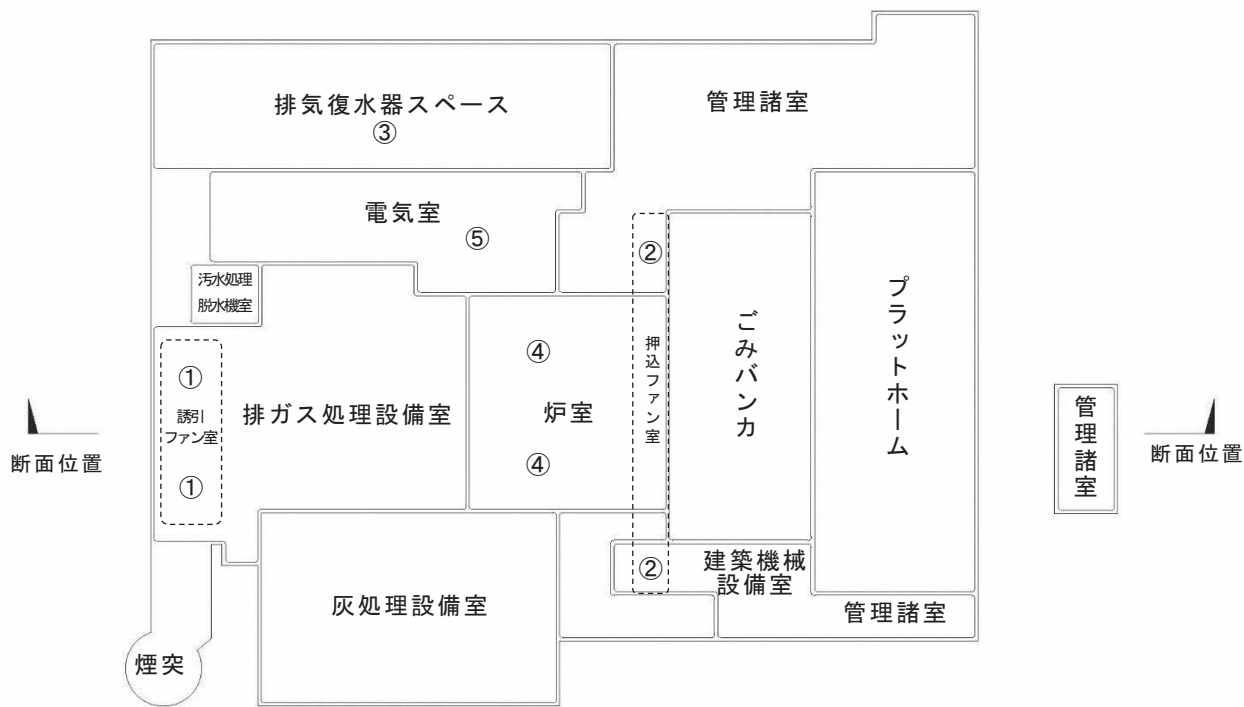 排気復水器スペース
③
管理諸室
電気室
⑤
汚水処理
脱水機室
②
①
誘引
ファン室
①
排ガス処理設備室
④
炉室
④
押込ファン室
ごみバンカ
プラットホーム
管理諸室
断面位置
断面位置
②
建築機械
設備室
灰処理設備室
管理諸室
煙突